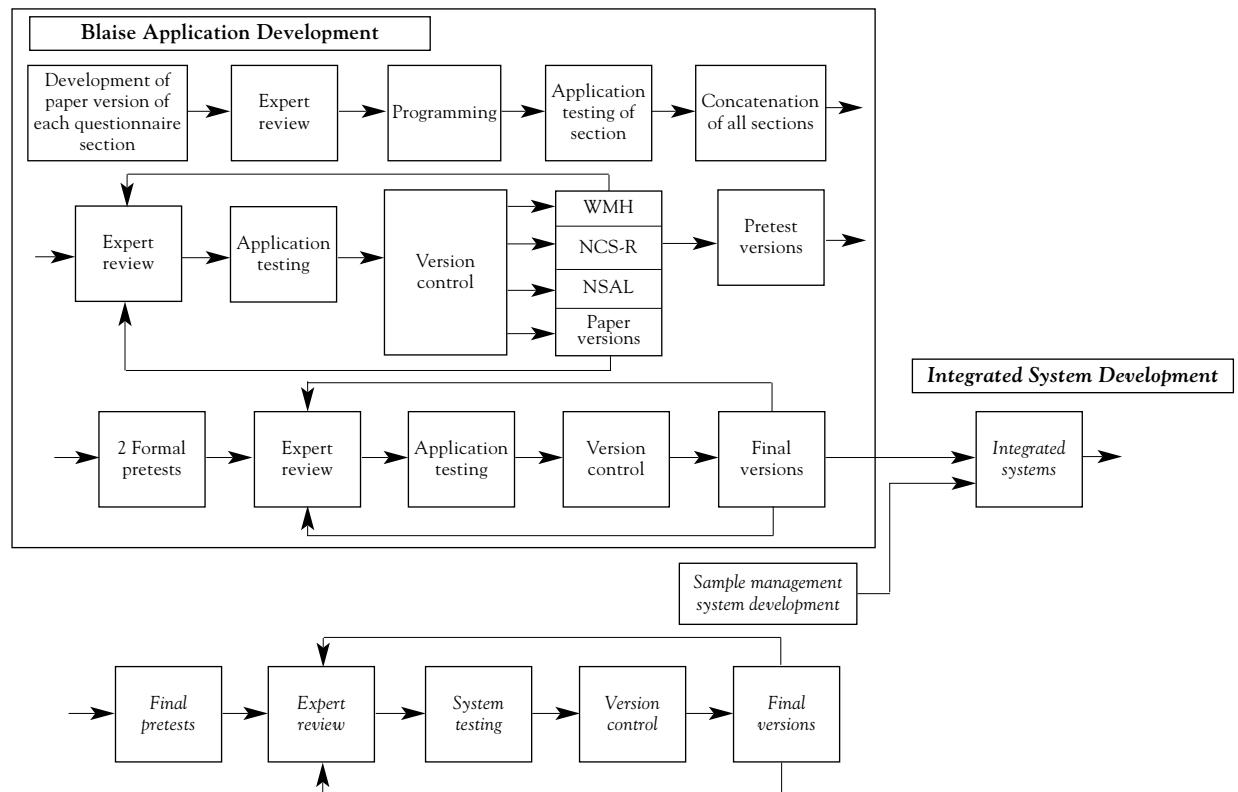 Blaise Application Development
Development of
paper version of
each questionnaire
section
Expert
review
Programming
Application
testing of
section
Concatenation
of all sections
Expert
review
Application
testing
Version
control
WMH
NCS-R
NSAL
Paper
versions
Pretest
versions
2 Formal
pretests
Expert
review
Application
testing
Version
control
Final
versions
Integrated System Development
Integrated
systems
Sample management
system development
Final
pretests
Expert
review
System
testing
Version
control
Final
versions